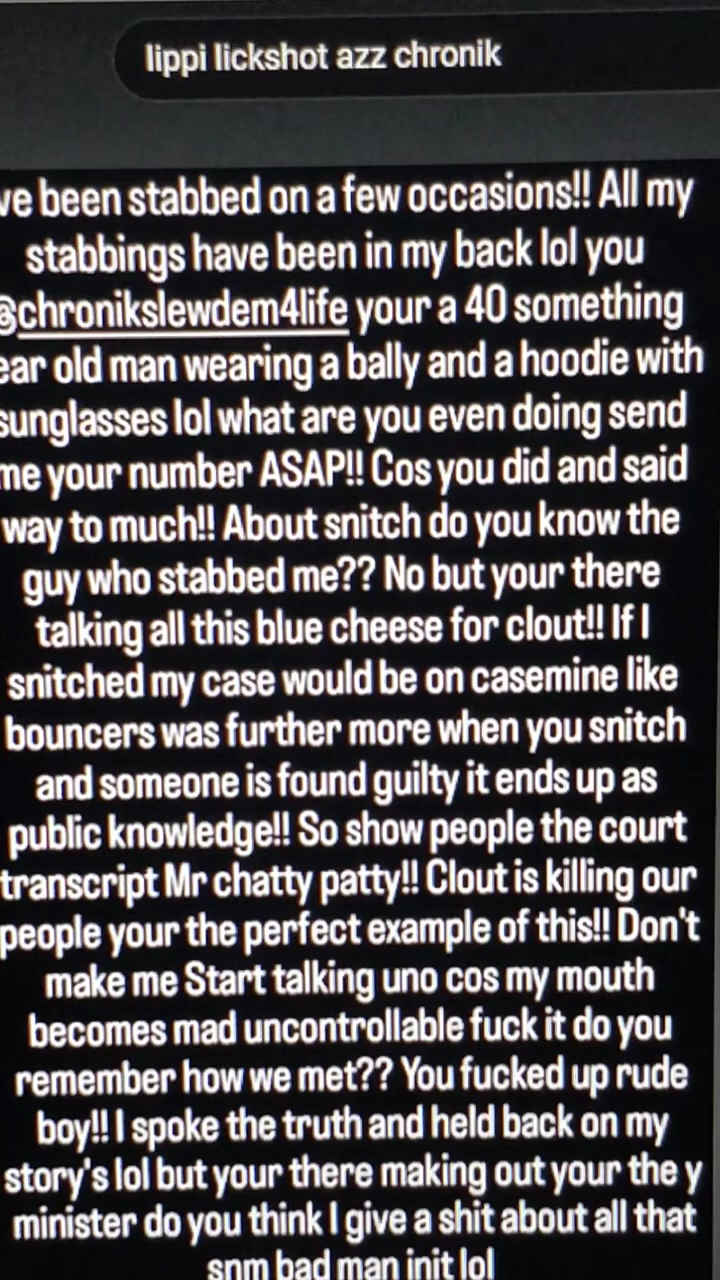 lippi lickshot azz chronik
ve been stabbed on a few occasions!! All my
stabbings have been in my back lol you
@chronikslewdem4life your a 40 something
ear old man wearing a bally and a hoodie with
sunglasses lol what are you even doing send
me your number ASAP!! Cos you did and said
way to much!! About snitch do you know the
guy who stabbed me?? No but your there
talking all this blue cheese for clout!! If I
snitched my case would be on casemine like
bouncers was further more when you snitch
and someone is found guilty it ends up as
public knowledge!! So show people the court
transcript Mr chatty patty!! Clout is killing our
people your the perfect example of this!! Don't
make me Start talking uno cos my mouth
becomes mad uncontrollable fuck it do you
remember how we met?? You fucked up rude
boy!! I spoke the truth and held back on my
story's lol but your there making out your the y
minister do you think I give a shit about all that
snm bad man init lol